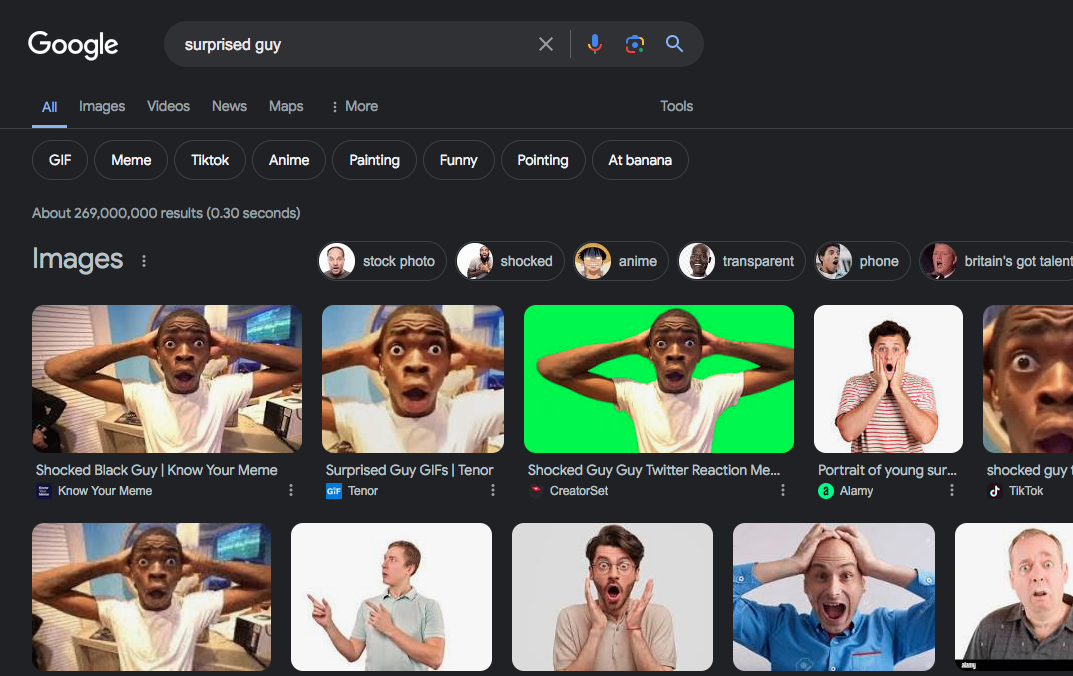 Google
surprised guy
All Images Videos News Maps More Tools
GIF Meme Tiktok Anime Painting Funny Pointing At banana
About 269,000,000 results (0.30 seconds)
Images
stock photo shocked anime transparent phone britain's got talent
Shocked Black Guy | Know Your Meme
Know Your Meme
Surprised Guy GIFs | Tenor
GIF Tenor
Shocked Guy Guy Twitter Reaction Me...
CreatorSet
Portrait of young sur...
a Alamy
shocked guy
TikTok
alamy